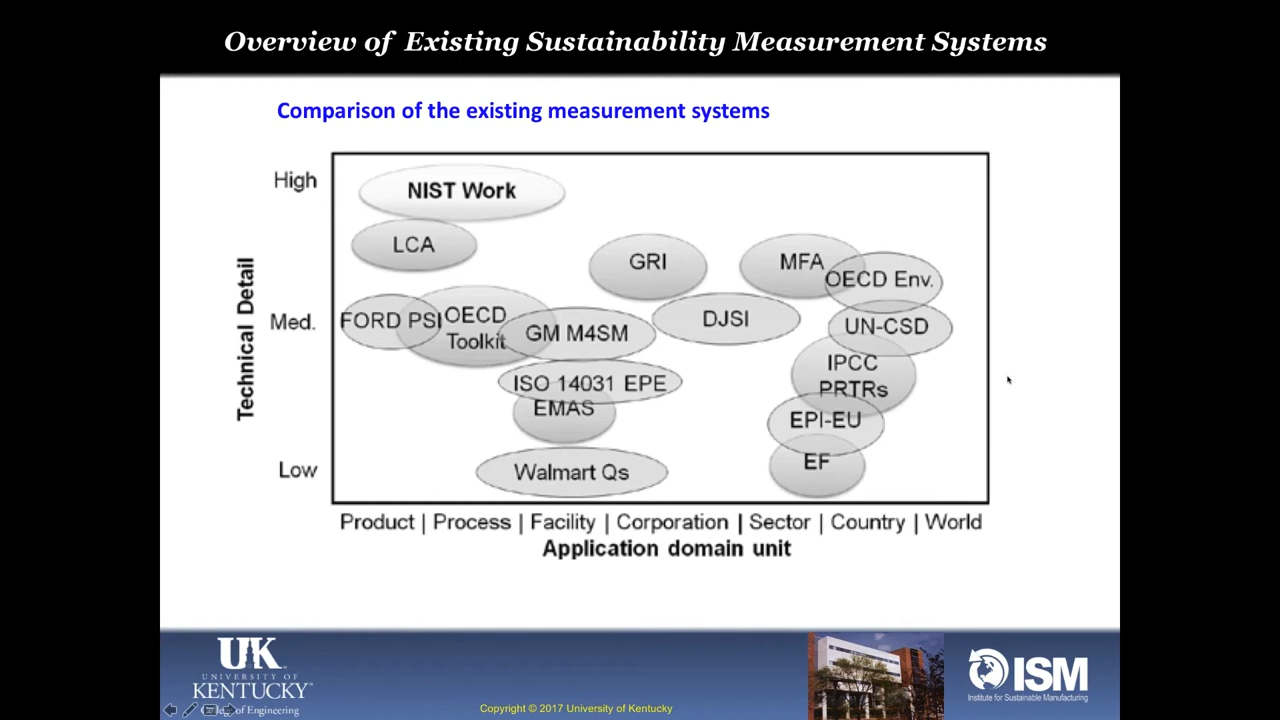 Overview of Existing Sustainability Measurement Systems
Comparison of the existing measurement systems
High
NIST Work
LCA
GRI
MFA
OECD Env.
Technical Detail
Med.
FORD PSI
OECD
Toolkit
GM M4SM
DJSI
UN-CSD
IPCC
PRTRs
ISO 14031 EPE
EMAS
EPI-EU
Low
Walmart Qs
EF
Product | Process | Facility | Corporation | Sector | Country | World
Application domain unit
UK
UNIVERSITY OF
KENTUCKY
College of Engineering
Copyright © 2017 University of Kentucky
ISM
Institute for Sustainable Manufacturing